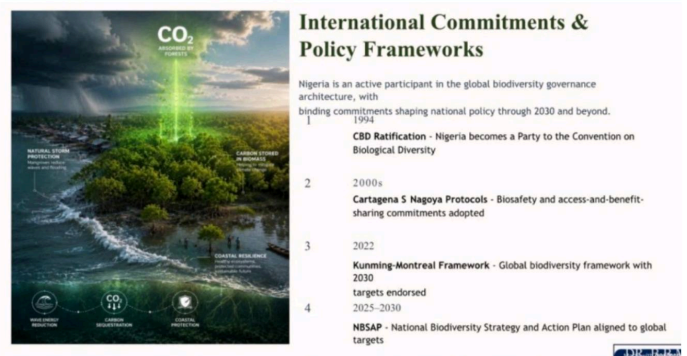 CO₂
ABSORBED BY
FORESTS
NATURAL STORM
PROTECTION
CARBON STORED
IN BIOMASS
COASTAL RESILIENCE
WAVE ENERGY
REDUCTION
CO₂
CARBON
SEQUESTRATION
COASTAL
PROTECTION
International Commitments &
Policy Frameworks
Nigeria is an active participant in the global biodiversity governance
architecture, with
binding commitments shaping national policy through 2030 and beyond.
1 1994
CBD Ratification - Nigeria becomes a Party to the Convention on
Biological Diversity
2 2000s
Cartagena S Nagoya Protocols - Biosafety and access-and-benefit-
sharing commitments adopted
3 2022
Kunming-Montreal Framework - Global biodiversity framework with
2030
targets endorsed
4 2025–2030
NBSAP - National Biodiversity Strategy and Action Plan aligned to global
targets